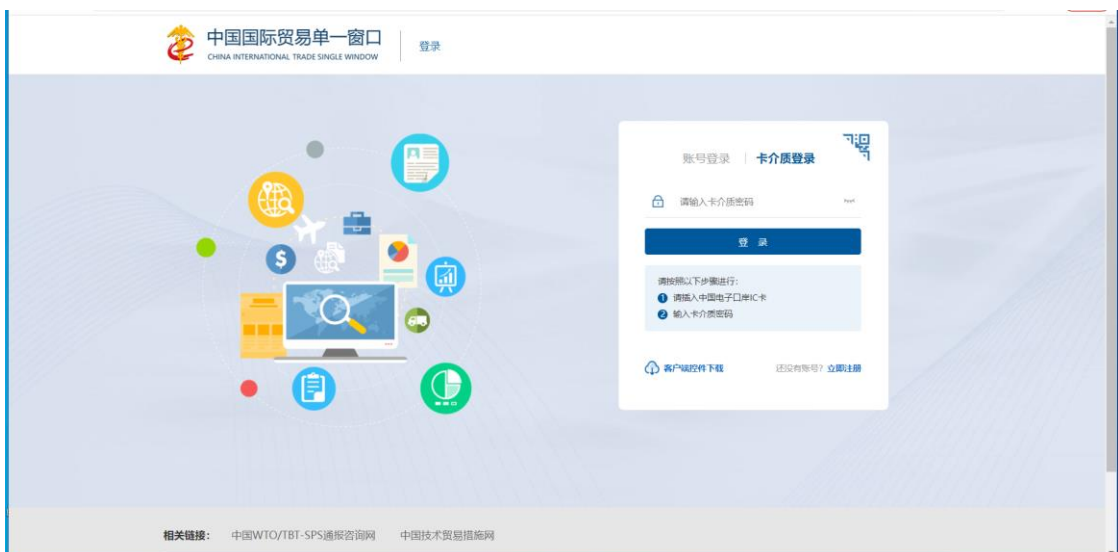 中国国际贸易单一窗口
CHINA INTERNATIONAL TRADE SINGLE WINDOW
登录
账号登录
卡介质登录
请输入卡介质密码
登 录
请按照以下步骤进行:
1 请插入中国电子口岸IC卡
2 输入卡介质密码
客户端控件下载
还没有账号? 立即注册
相关链接: 中国WTO/TBT-SPS通报咨询网 中国技术贸易措施网